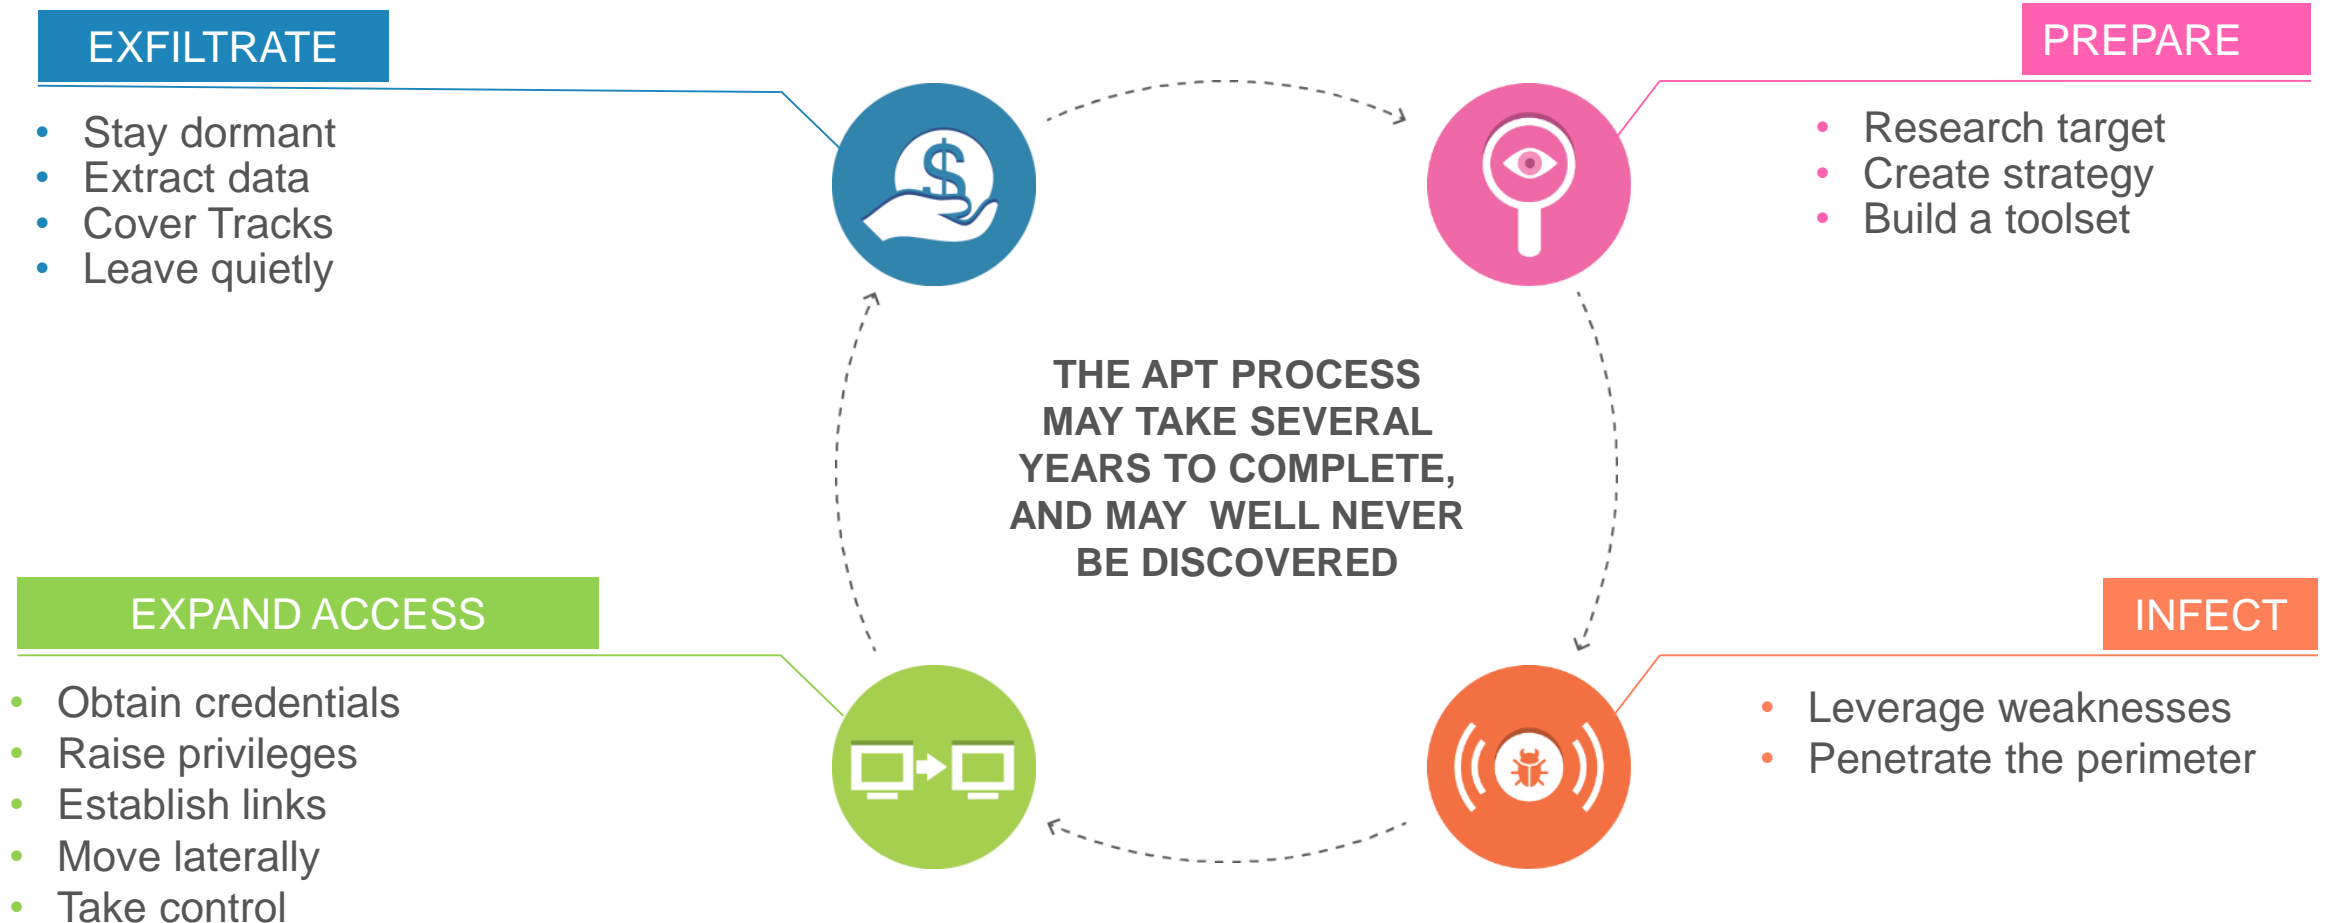 EXFILTRATE
• Stay dormant
• Extract data
• Cover Tracks
• Leave quietly
PREPARE
• Research target
• Create strategy
• Build a toolset
$
THE APT PROCESS
MAY TAKE SEVERAL
YEARS TO COMPLETE,
AND MAY WELL NEVER
BE DISCOVERED
EXPAND ACCESS
• Obtain credentials
• Raise privileges
• Establish links
• Move laterally
• Take control
INFECT
• Leverage weaknesses
• Penetrate the perimeter